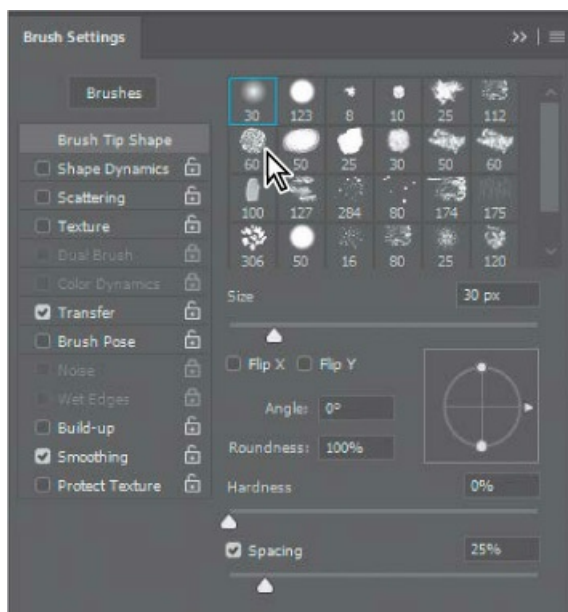 Brush Settings
Brushes
30 123 8 10 25 112
60 50 25 30 50 60
100 127 284 80 174 175
306 50 16 80 25 120
Brush Tip Shape
Shape Dynamics
Scattering
Texture
Dual Brush
Color Dynamics
Transfer
Brush Pose
Noise
Wet Edges
Build-up
Smoothing
Protect Texture
Size 30 px
Flip X Flip Y
Angle: 0°
Roundness: 100%
Hardness 0%
Spacing 25%